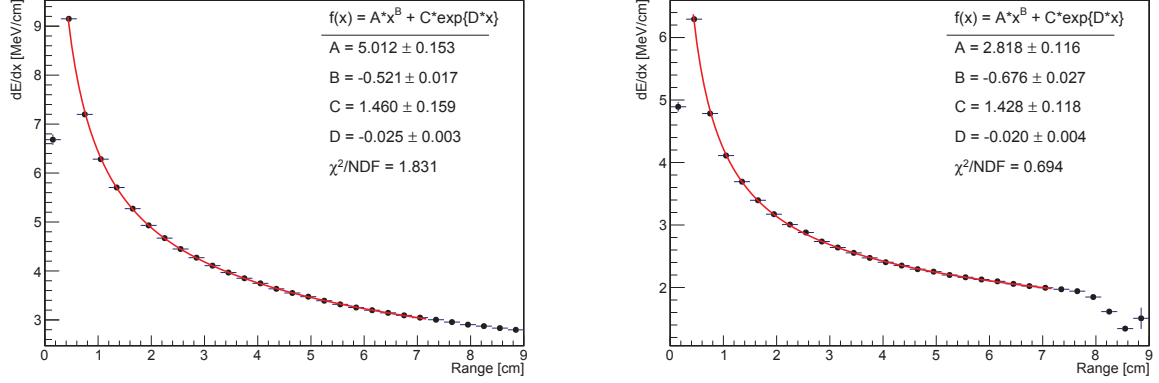 f(x) = A*x^B + C*exp{D*x}
A = 5.012 ± 0.153
B = -0.521 ± 0.017
C = 1.460 ± 0.159
D = -0.025 ± 0.003
χ²/NDF = 1.831
dE/dx [MeV/cm]
9
8
7
6
5
4
3
0 1 2 3 4 5 6 7 8 9
Range [cm]
f(x) = A*x^B + C*exp{D*x}
A = 2.818 ± 0.116
B = -0.676 ± 0.027
C = 1.428 ± 0.118
D = -0.020 ± 0.004
χ²/NDF = 0.694
dE/dx [MeV/cm]
6
5
4
3
2
0 1 2 3 4 5 6 7 8 9
Range [cm]